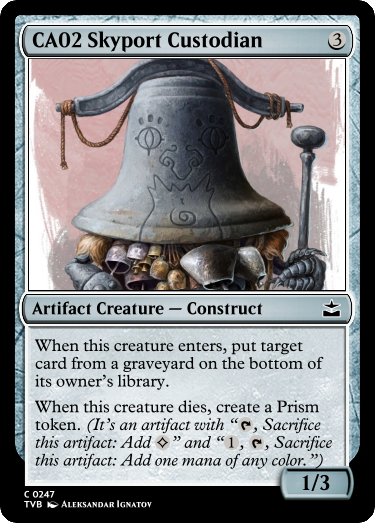 CA02 Skyport Custodian 3
Artifact Creature — Construct
When this creature enters, put target
card from a graveyard on the bottom of
its owner's library.
When this creature dies, create a Prism
token. (It's an artifact with “, Sacrifice
this artifact: Add ” and “1, , Sacrifice
this artifact: Add one mana of any color.”)
1/3
C 0247
TVB Aleksandar Ignatov